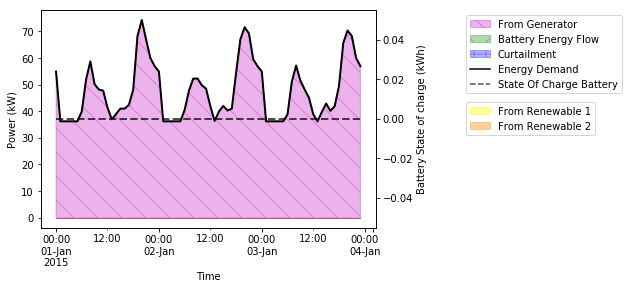 Power (kW)
70
60
50
40
30
20
10
0
0.04
0.02
0.00
−0.02
−0.04
Battery State of charge (kWh)
00:00
01-Jan
2015
12:00
00:00
02-Jan
12:00
00:00
03-Jan
12:00
00:00
04-Jan
Time
From Generator
Battery Energy Flow
Curtailment
Energy Demand
State Of Charge Battery
From Renewable 1
From Renewable 2